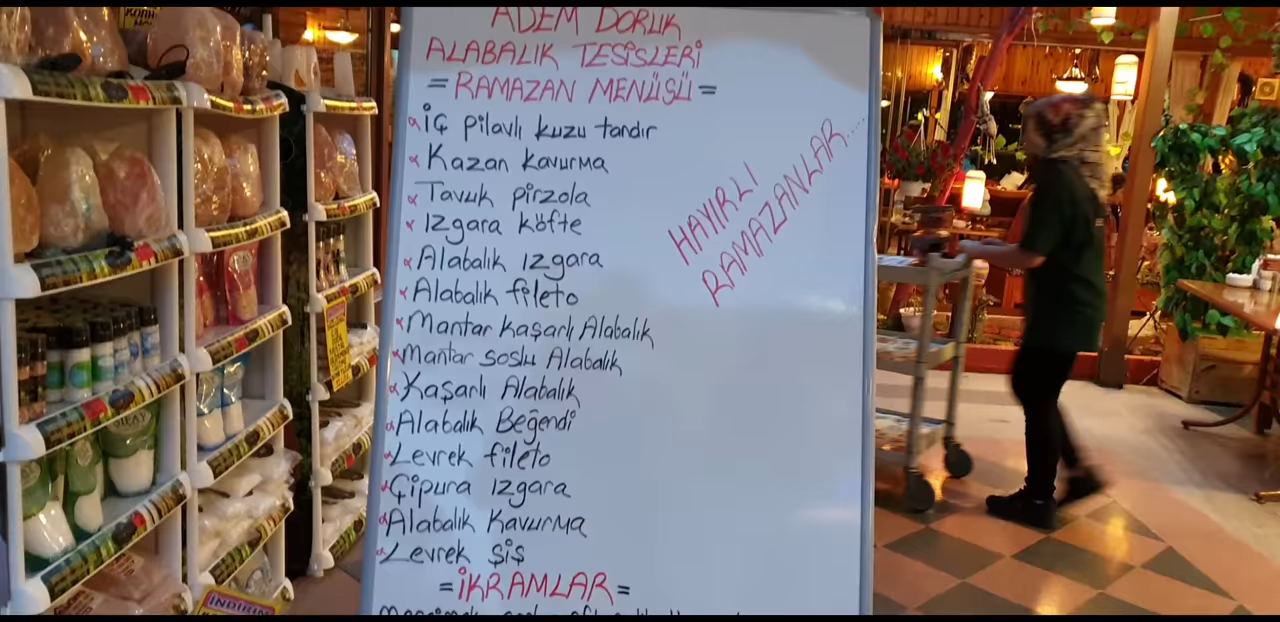 ADEM DORUK
ALABALIK TESİSLERİ
=RAMAZAN MENÜSÜ=
İÇ pilavlı kuzu tandır
Kazan kavurma
Tavuk pirzola
Izgara köfte
Alabalık ızgara
Alabalık fileto
Mantar Kaşarlı Alabalık
Mantar soslu Alabalık
Kaşarlı Alabalık
Alabalık Beğendi
Levrek fileto
Çipura ızgara
Alabalık Kavurma
Levrek şiş
=İKRAMLAR=
HAYIRLI
RAMAZANLAR.....
İNDİRİM